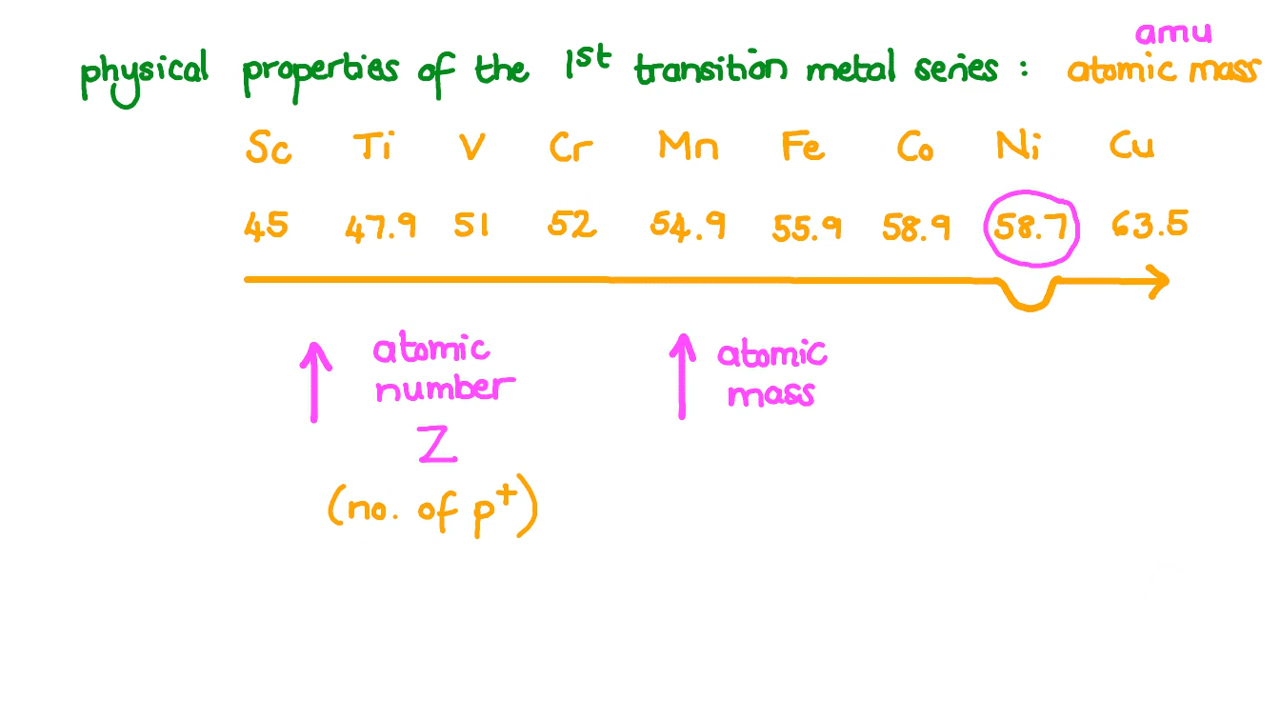 amu
physical properties of the 1st transition metal series : atomic mass
Sc Ti V Cr Mn Fe Co Ni Cu
45 47.9 51 52 54.9 55.9 58.9 58.7 63.5
↑ atomic number ↑ atomic mass
Z
(no. of p⁺)